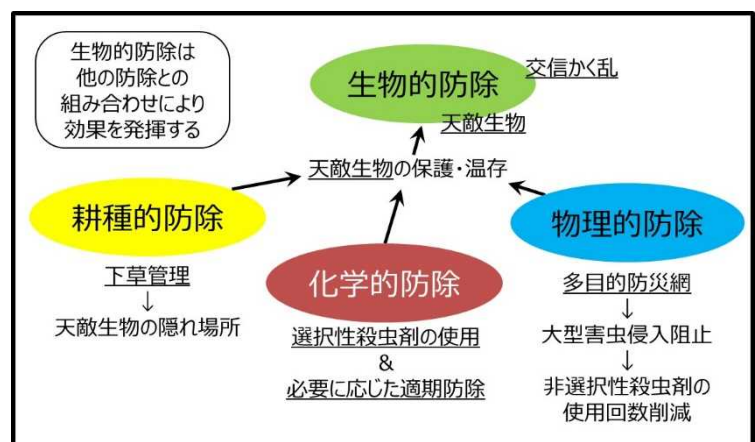 生物的防除は
他の防除との
組み合わせにより
効果を発揮する
生物的防除
交信かく乱
天敵生物
天敵生物の保護・温存
耕種的防除
下草管理
↓
天敵生物の隠れ場所
化学的防除
選択性殺虫剤の使用
&
必要に応じた適期防除
物理的防除
多目的防災網
↓
大型害虫侵入阻止
↓
非選択性殺虫剤の
使用回数削減